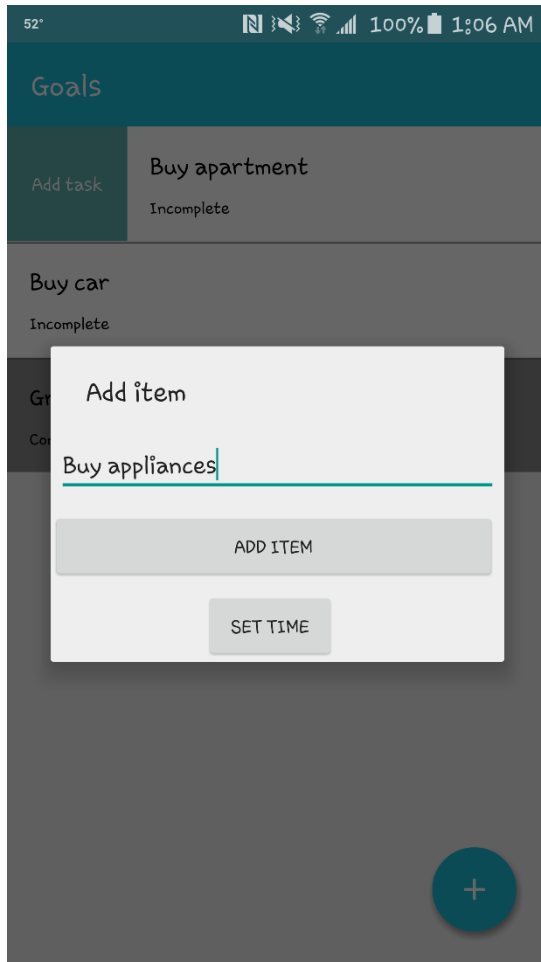 52°
100% 1:06 AM
Goals
Add task
Buy apartment
Incomplete
Buy car
Incomplete
Add item
Buy appliances
ADD ITEM
SET TIME
+